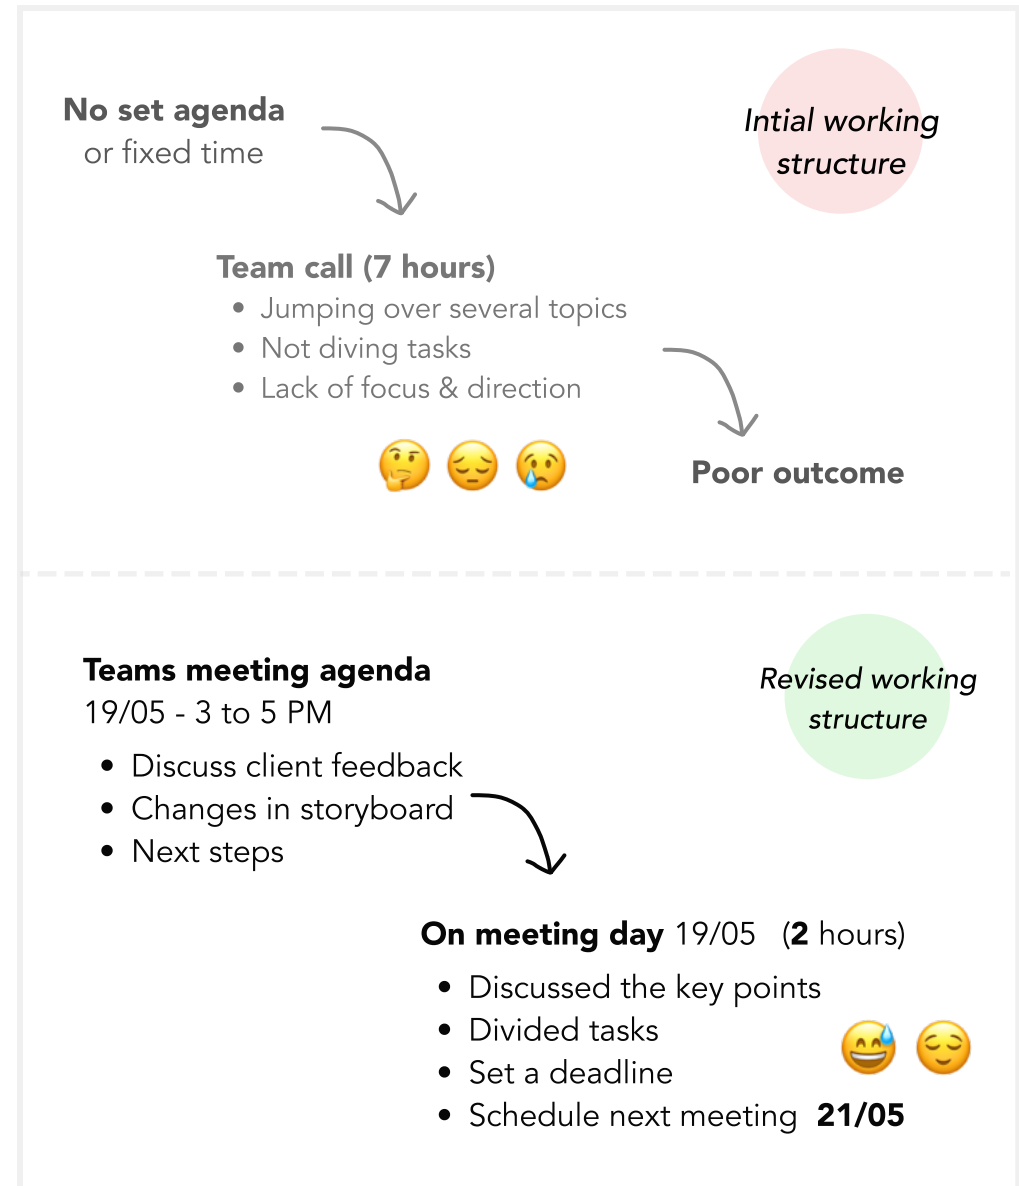 No set agenda
or fixed time
Intial working
structure
Team call (7 hours)
• Jumping over several topics
• Not diving tasks
• Lack of focus & direction
Poor outcome
Teams meeting agenda
19/05 - 3 to 5 PM
• Discuss client feedback
• Changes in storyboard
• Next steps
Revised working
structure
On meeting day 19/05 (2 hours)
• Discussed the key points
• Divided tasks
• Set a deadline
• Schedule next meeting 21/05